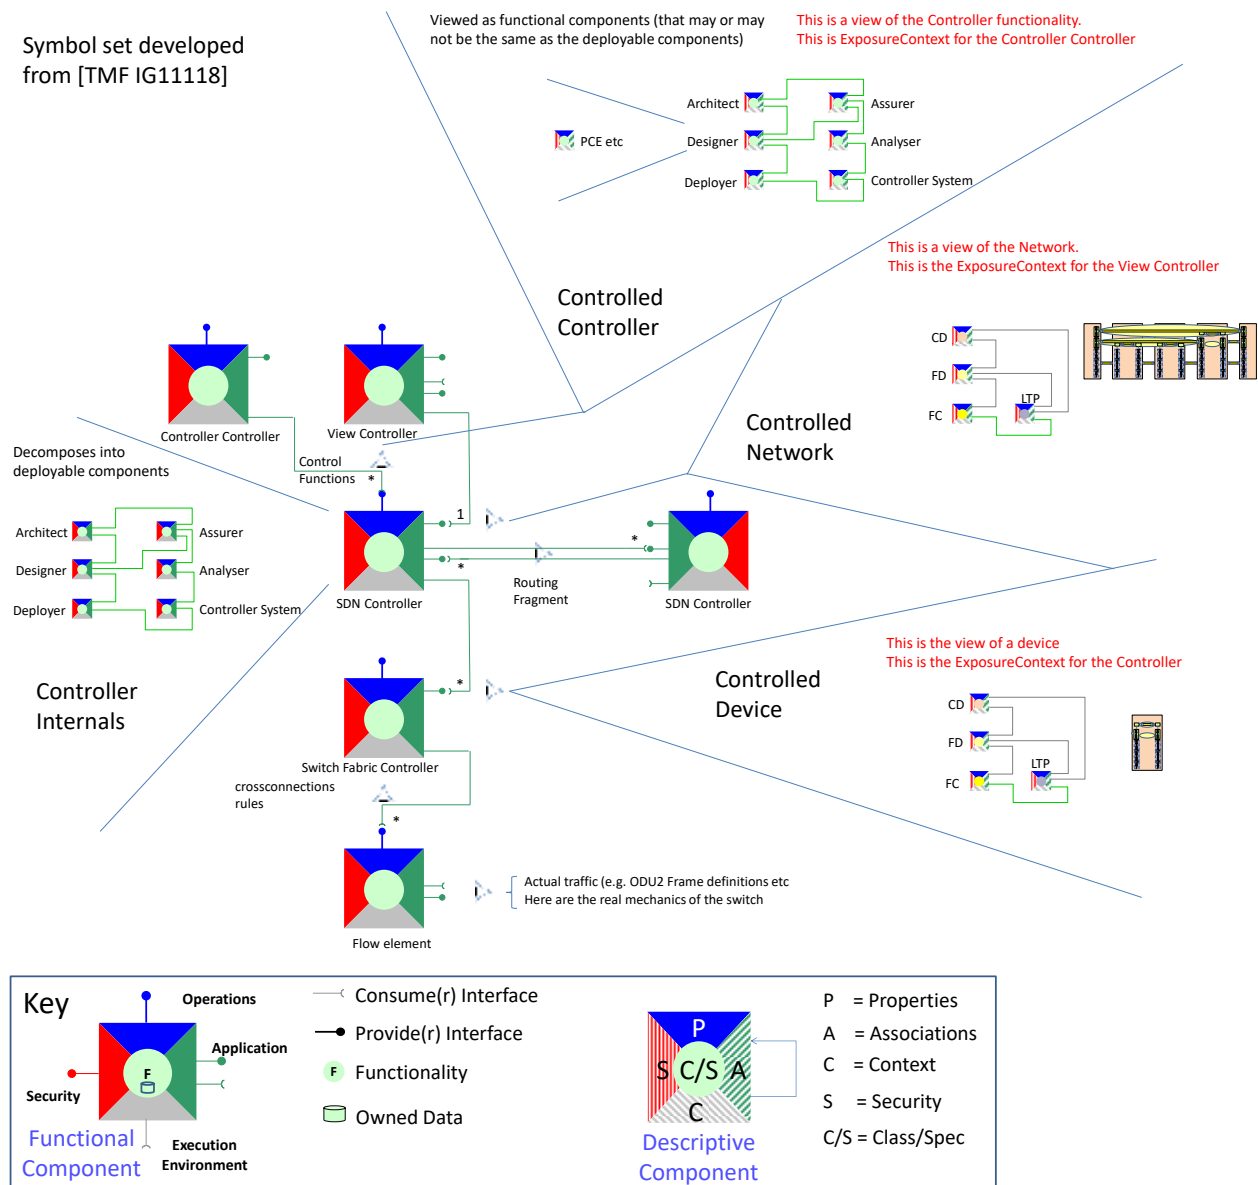 Symbol set developed
from [TMF IG11118]
Viewed as functional components (that may or may
not be the same as the deployable components)
This is a view of the Controller functionality.
This is ExposureContext for the Controller Controller
Architect
Assurer
PCE etc
Designer
Analyser
Deployer
Controller System
This is a view of the Network.
This is the ExposureContext for the View Controller
Controlled
Controller
CD
FD
LTP
FC
Controlled
Network
Controller Controller
View Controller
Decomposes into
deployable components
Control
Functions
*
1
Architect
Assurer
Designer
Analyser
Deployer
Controller System
*
*
Routing
Fragment
SDN Controller
SDN Controller
This is the view of a device
This is the ExposureContext for the Controller
Controller
Internals
*
Controlled
Device
CD
FD
LTP
FC
Switch Fabric Controller
crossconnections
rules
*
Actual traffic (e.g. ODU2 Frame definitions etc
Here are the real mechanics of the switch
Flow element
Key
Operations
Application
Security
F
Execution
Environment
Functional
Component
Consume(r) Interface
Provide(r) Interface
F
Functionality
Owned Data
P
S
C/S
A
C
Descriptive
Component
P = Properties
A = Associations
C = Context
S = Security
C/S = Class/Spec